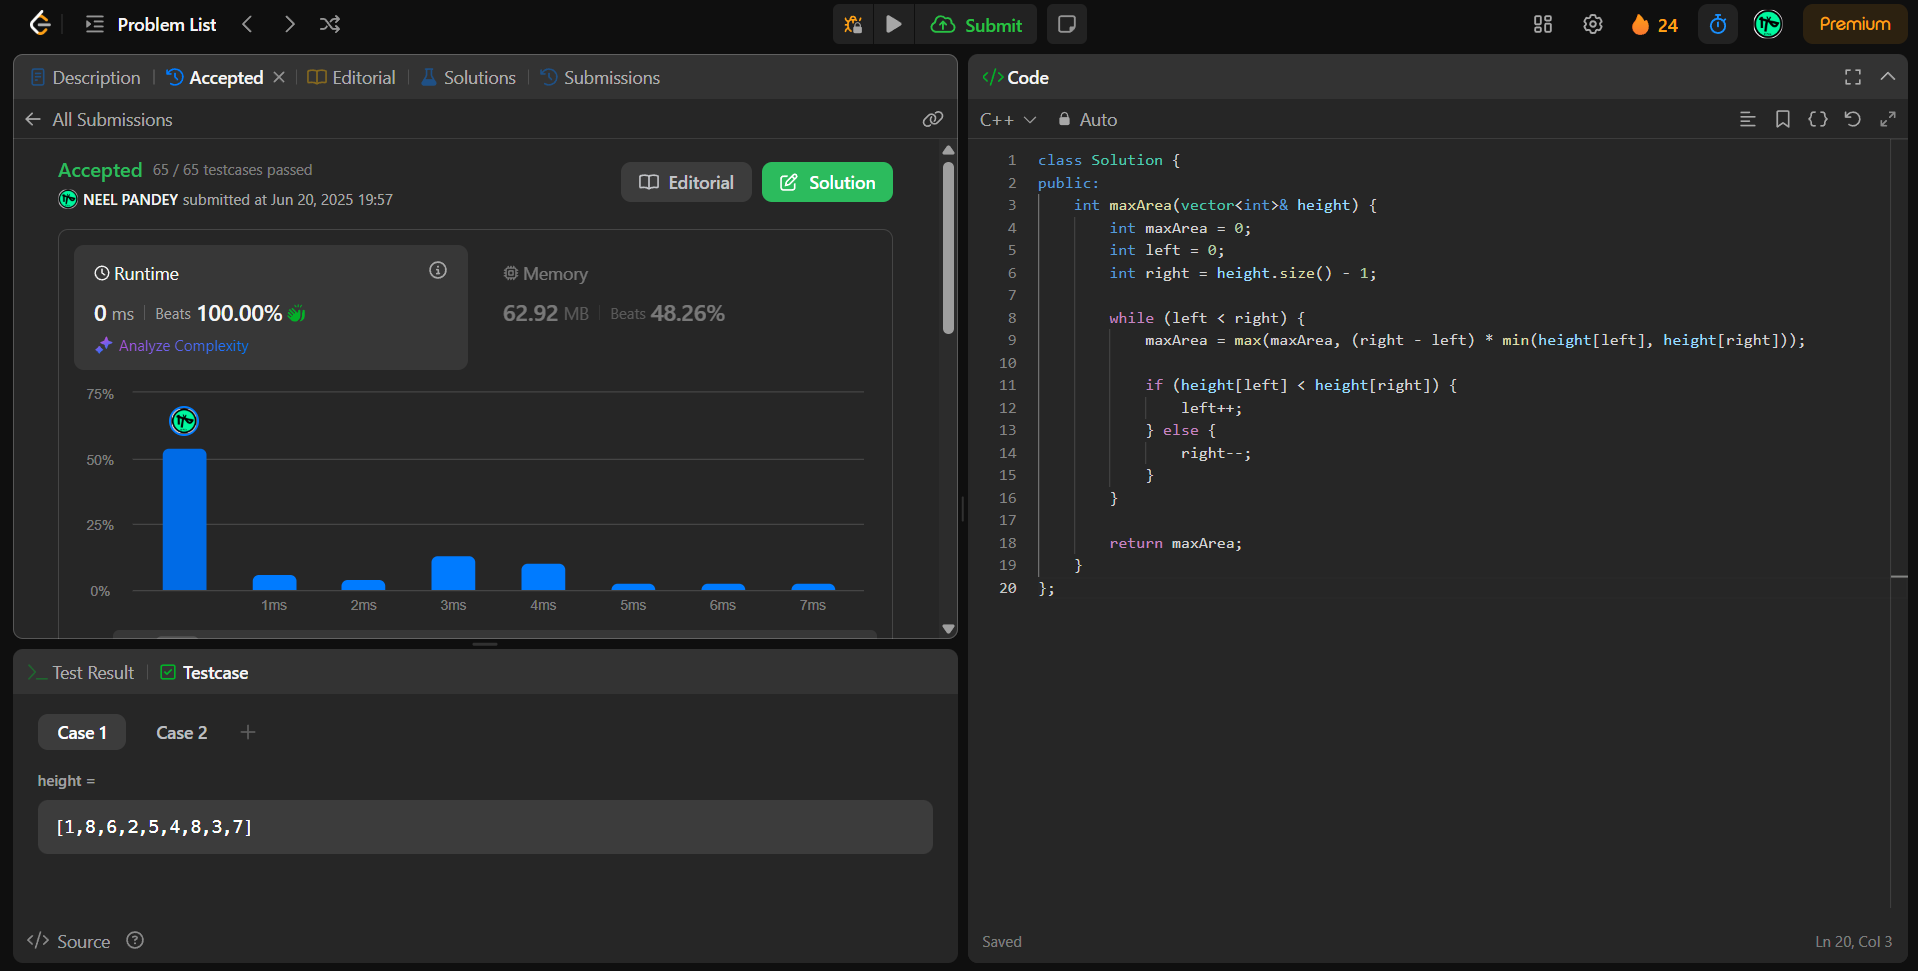 Problem List
Submit
24
Premium
Description
Accepted
Editorial
Solutions
Submissions
All Submissions
Accepted 65 / 65 testcases passed
NEEL PANDEY submitted at Jun 20, 2025 19:57
Editorial
Solution
Runtime
0 ms
Beats 100.00%
Analyze Complexity
Memory
62.92 MB
Beats 48.26%
75%
50%
25%
0%
1ms 2ms 3ms 4ms 5ms 6ms 7ms
Test Result
Testcase
Case 1
Case 2
height =
[1,8,6,2,5,4,8,3,7]
Source
Code
C++
Auto
1 class Solution {
2 public:
3 int maxArea(vector<int>& height) {
4 int maxArea = 0;
5 int left = 0;
6 int right = height.size() - 1;
7
8 while (left < right) {
9 maxArea = max(maxArea, (right - left) * min(height[left], height[right]));
10
11 if (height[left] < height[right]) {
12 left++;
13 } else {
14 right--;
15 }
16 }
17
18 return maxArea;
19 }
20 };
Saved
Ln 20, Col 3